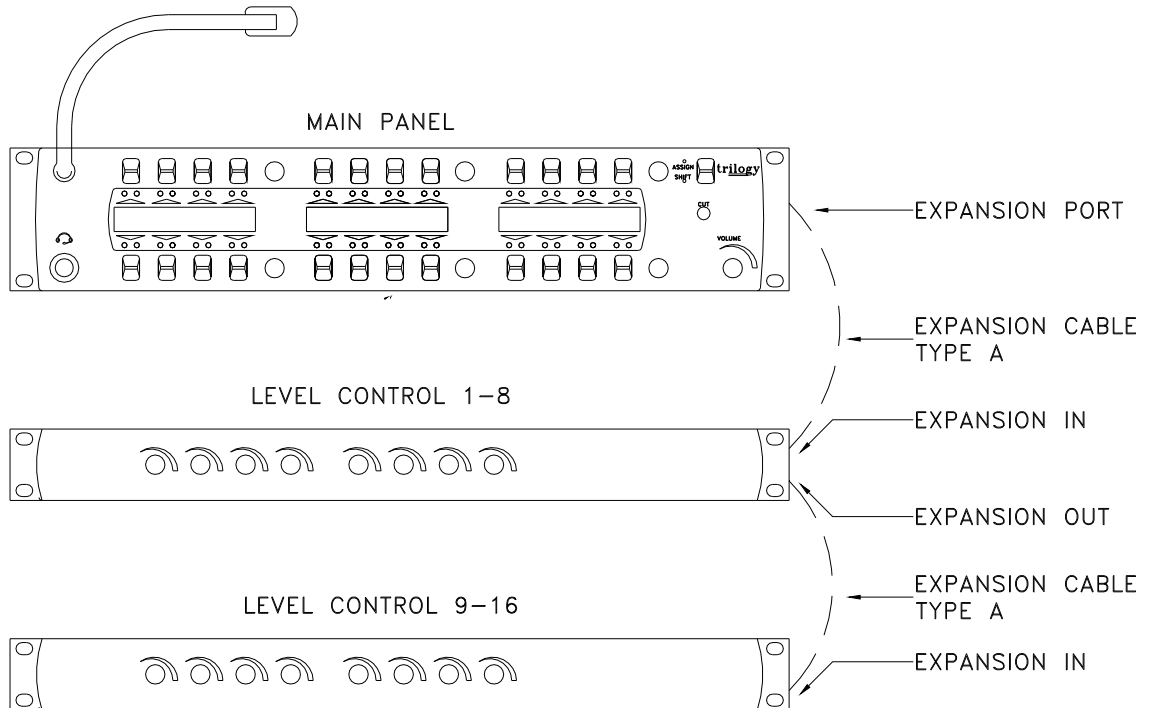 MAIN PANEL
ASSIGN
SHIFT
trilogy
CUT
VOLUME
EXPANSION PORT
EXPANSION CABLE
TYPE A
LEVEL CONTROL 1-8
EXPANSION IN
EXPANSION OUT
EXPANSION CABLE
TYPE A
LEVEL CONTROL 9-16
EXPANSION IN